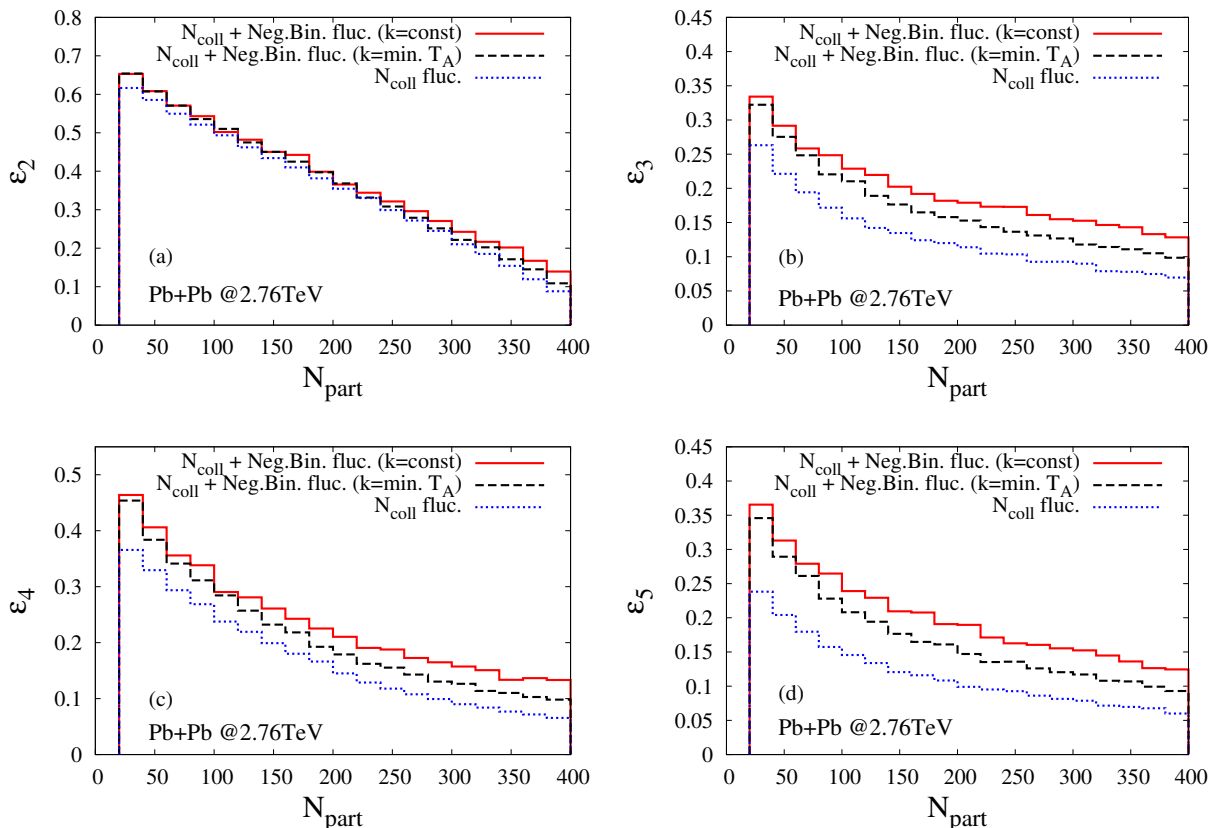 0.8
0.7
0.6
0.5
0.4
0.3
0.2
0.1
0
ε2
N_coll + Neg.Bin. fluc. (k=const)
N_coll + Neg.Bin. fluc. (k=min. T_A)
N_coll fluc.
(a)
Pb+Pb @2.76TeV
0 50 100 150 200 250 300 350 400
N_part
0.45
0.4
0.35
0.3
0.25
0.2
0.15
0.1
0.05
0
ε3
N_coll + Neg.Bin. fluc. (k=const)
N_coll + Neg.Bin. fluc. (k=min. T_A)
N_coll fluc.
(b)
Pb+Pb @2.76TeV
0 50 100 150 200 250 300 350 400
N_part
0.5
0.4
0.3
0.2
0.1
0
ε4
N_coll + Neg.Bin. fluc. (k=const)
N_coll + Neg.Bin. fluc. (k=min. T_A)
N_coll fluc.
(c)
Pb+Pb @2.76TeV
0 50 100 150 200 250 300 350 400
N_part
0.45
0.4
0.35
0.3
0.25
0.2
0.15
0.1
0.05
0
ε5
N_coll + Neg.Bin. fluc. (k=const)
N_coll + Neg.Bin. fluc. (k=min. T_A)
N_coll fluc.
(d)
Pb+Pb @2.76TeV
0 50 100 150 200 250 300 350 400
N_part